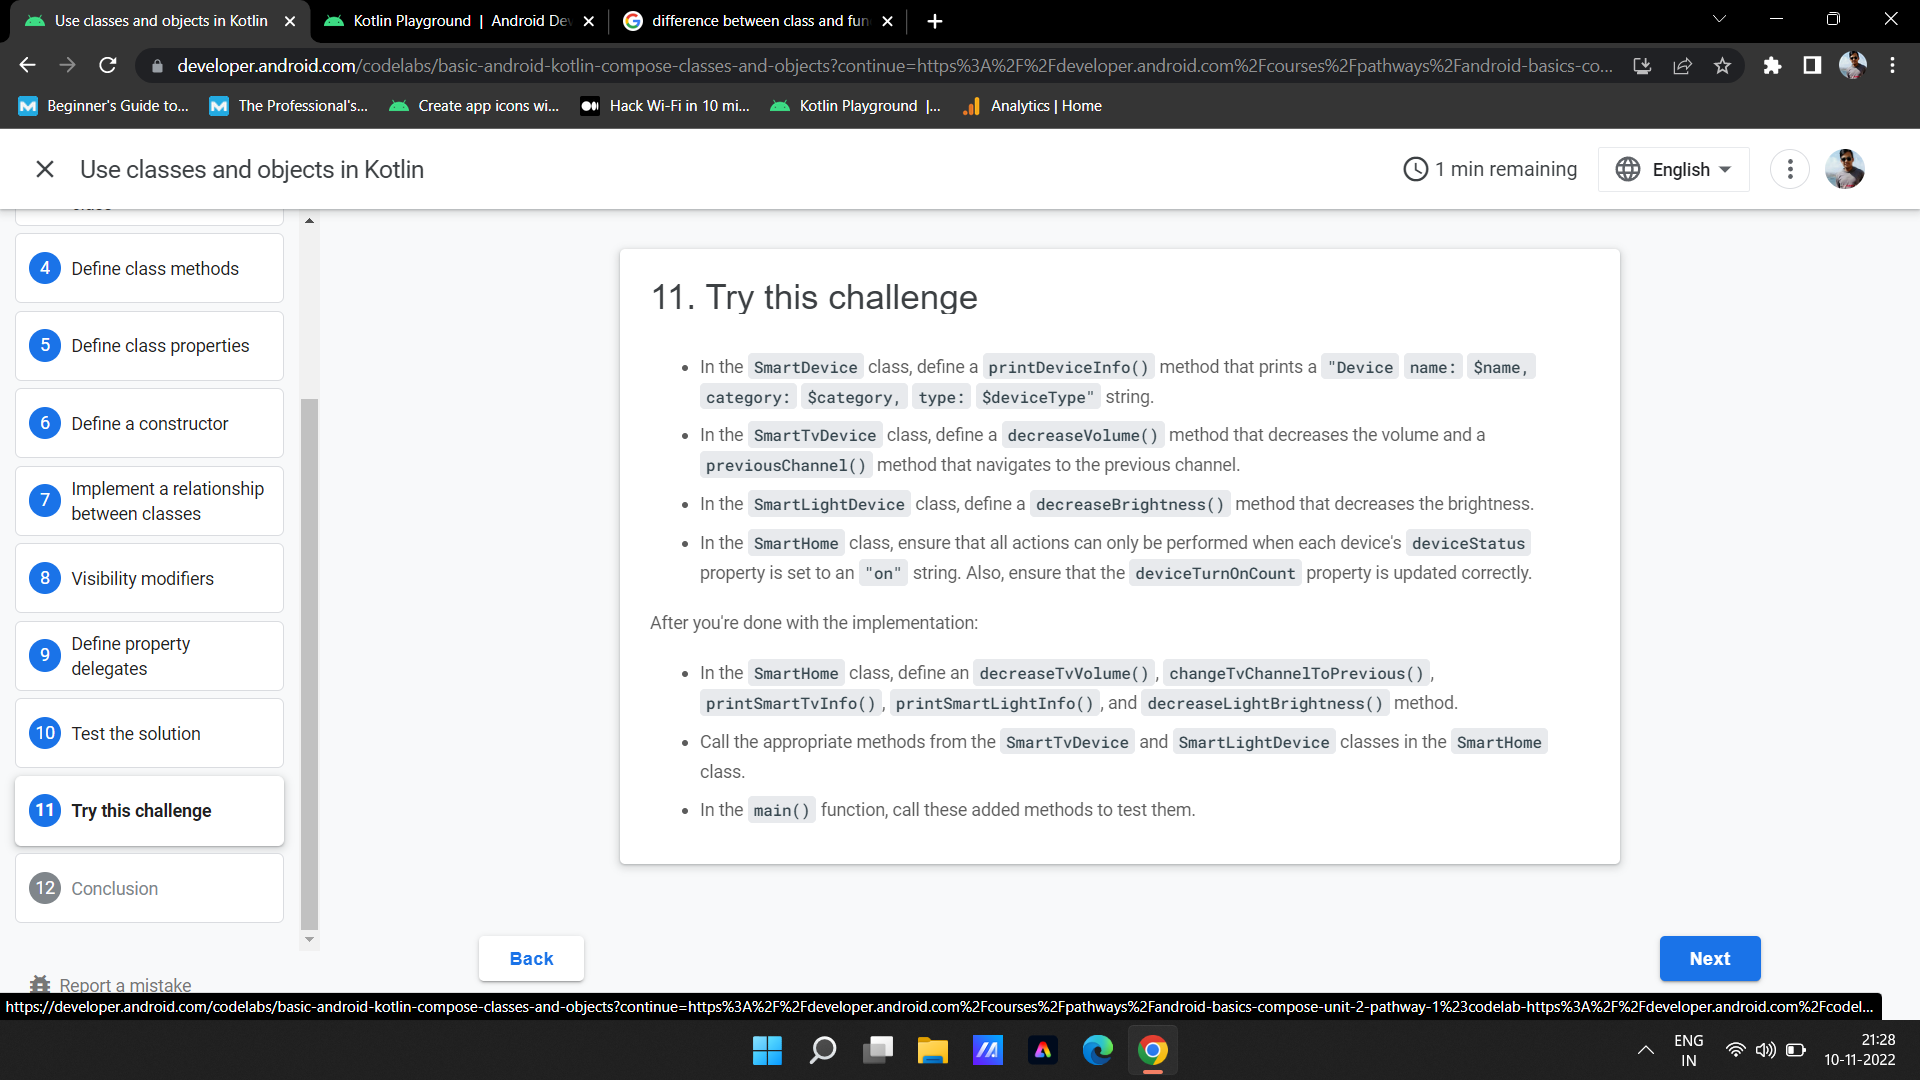 Use classes and objects in Kotlin
Kotlin Playground | Android De
difference between class and fun
developer.android.com/codelabs/basic-android-kotlin-compose-classes-and-objects?continue=https%3A%2F%2Fdeveloper.android.com%2Fcourses%2Fpathways%2Fandroid-basics-co...
Beginner's Guide to...
The Professional's...
Create app icons wi...
Hack Wi-Fi in 10 mi...
Kotlin Playground |...
Analytics | Home
Use classes and objects in Kotlin
1 min remaining
English
4 Define class methods
5 Define class properties
6 Define a constructor
7 Implement a relationship
between classes
8 Visibility modifiers
9 Define property
delegates
10 Test the solution
11 Try this challenge
12 Conclusion
Report a mistake
11. Try this challenge
• In the SmartDevice class, define a printDeviceInfo() method that prints a "Device name: $name,
category: $category, type: $deviceType" string.
• In the SmartTvDevice class, define a decreaseVolume() method that decreases the volume and a
previousChannel() method that navigates to the previous channel.
• In the SmartLightDevice class, define a decreaseBrightness() method that decreases the brightness.
• In the SmartHome class, ensure that all actions can only be performed when each device's deviceStatus
property is set to an "on" string. Also, ensure that the deviceTurnOnCount property is updated correctly.
After you're done with the implementation:
• In the SmartHome class, define an decreaseTvVolume(), changeTvChannelToPrevious(),
printSmartTvInfo(), printSmartLightInfo(), and decreaseLightBrightness() method.
• Call the appropriate methods from the SmartTvDevice and SmartLightDevice classes in the SmartHome
class.
• In the main() function, call these added methods to test them.
Back
Next
https://developer.android.com/codelabs/basic-android-kotlin-compose-classes-and-objects?continue=https%3A%2F%2Fdeveloper.android.com%2Fcourses%2Fpathways%2Fandroid-basics-compose-unit-2-pathway-1%23codelab-https%3A%2F%2Fdeveloper.android.com%2Fcodel...
ENG
IN
21:28
10-11-2022